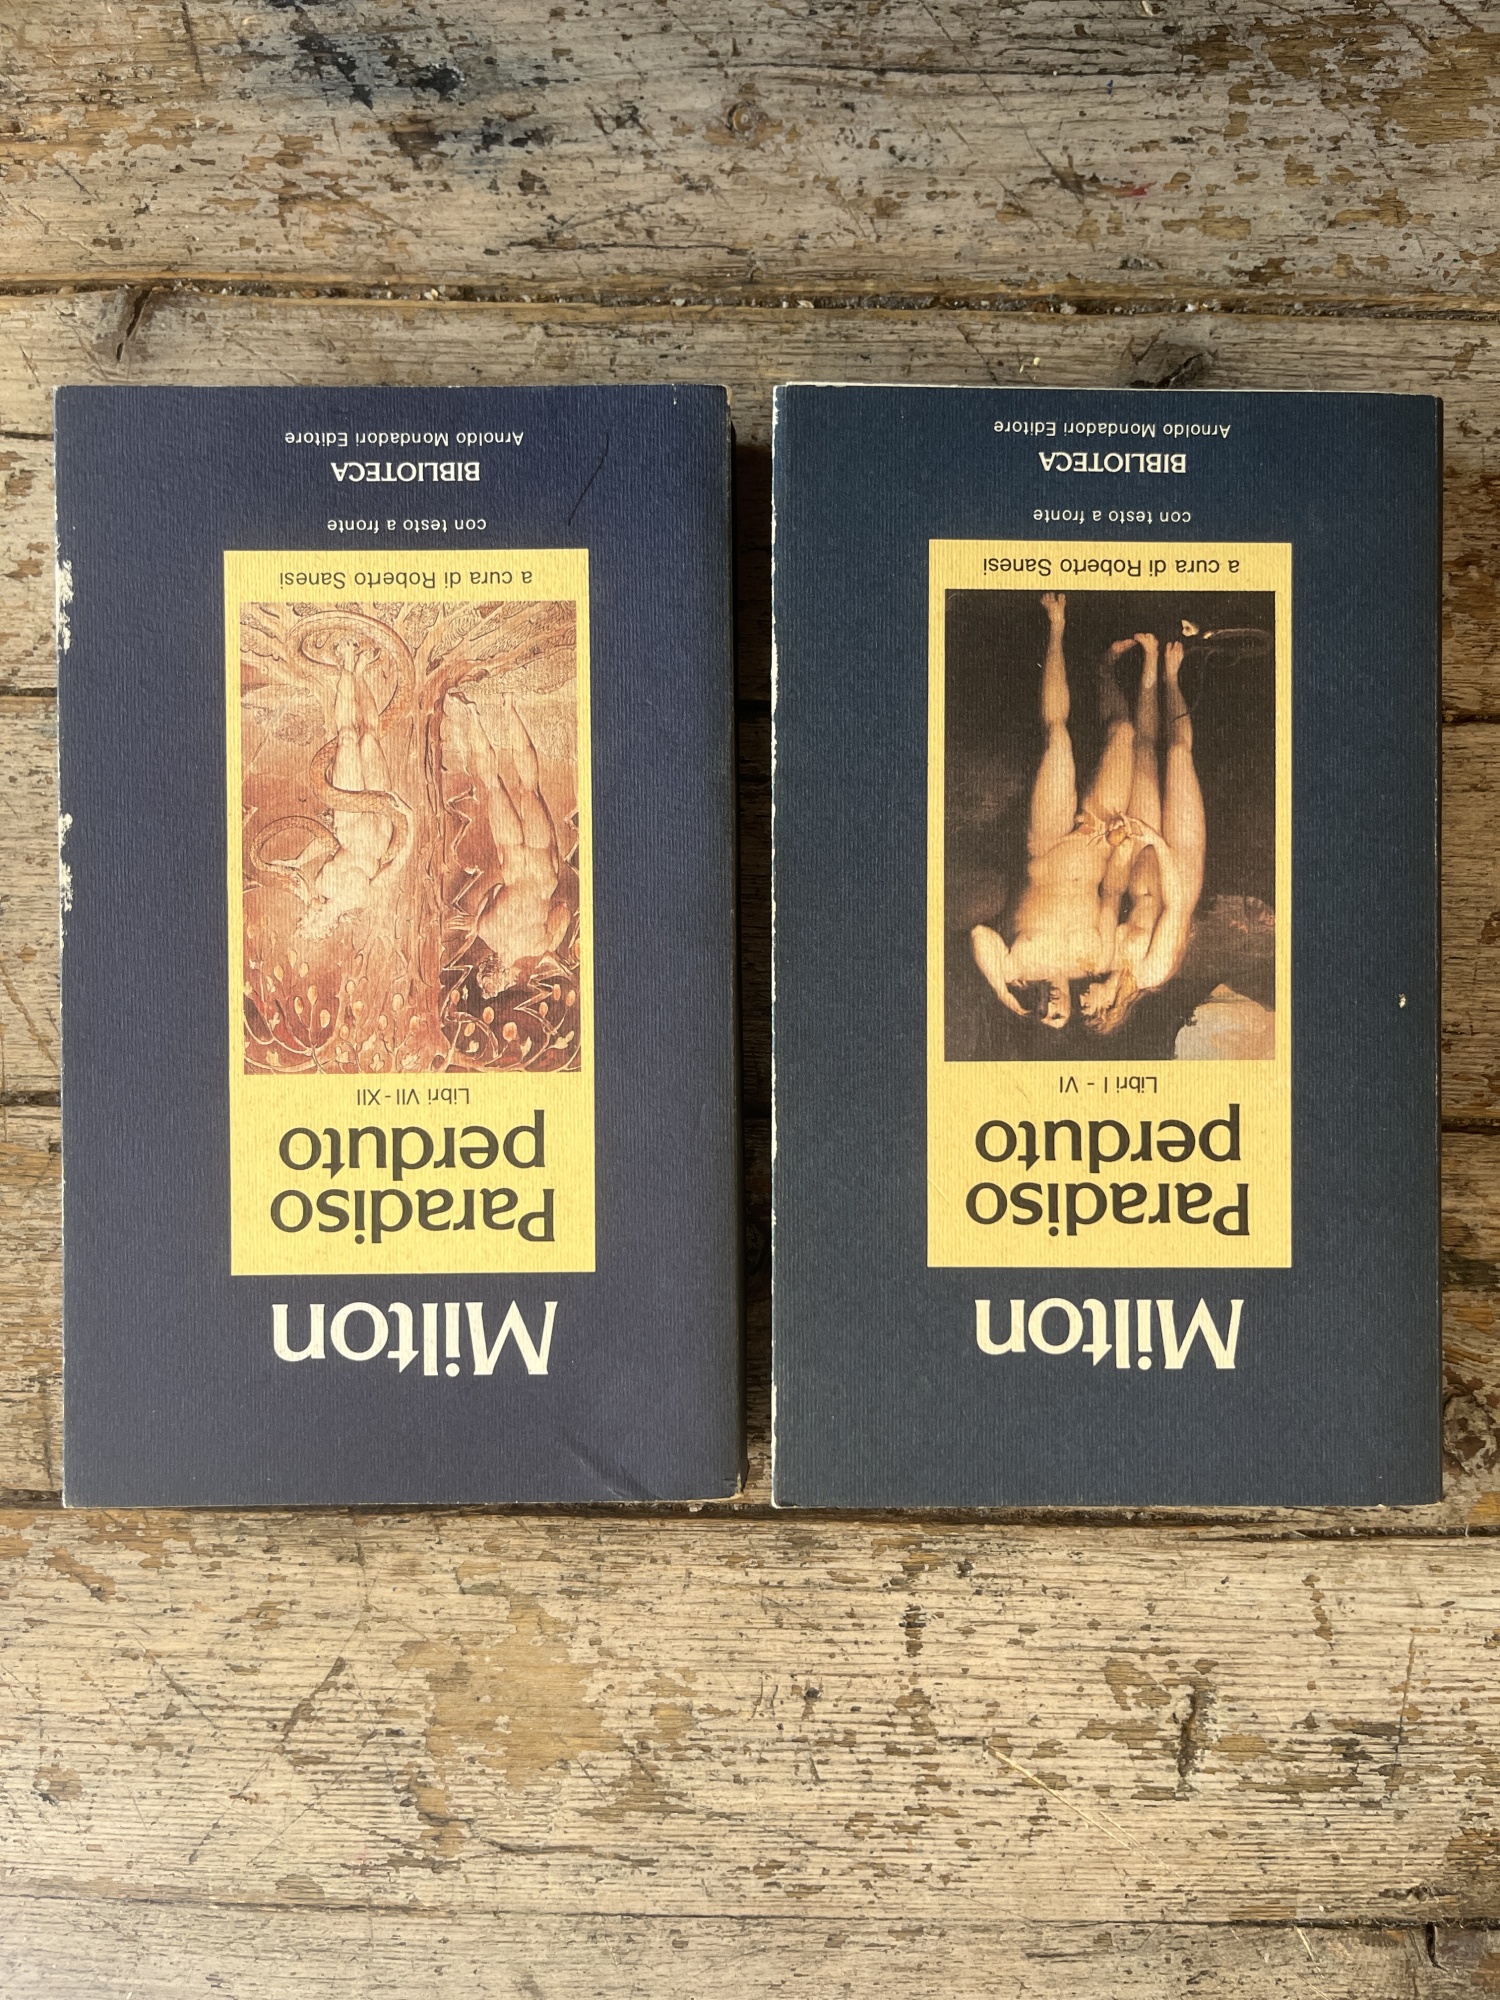 Milton
Paradiso
perduto
Libri I - VI
a cura di Roberto Sanesi
con testo a fronte
BIBLIOTECA
Arnoldo Mondadori Editore
Milton
Paradiso
perduto
Libri VII - XII
a cura di Roberto Sanesi
con testo a fronte
BIBLIOTECA
Arnoldo Mondadori Editore